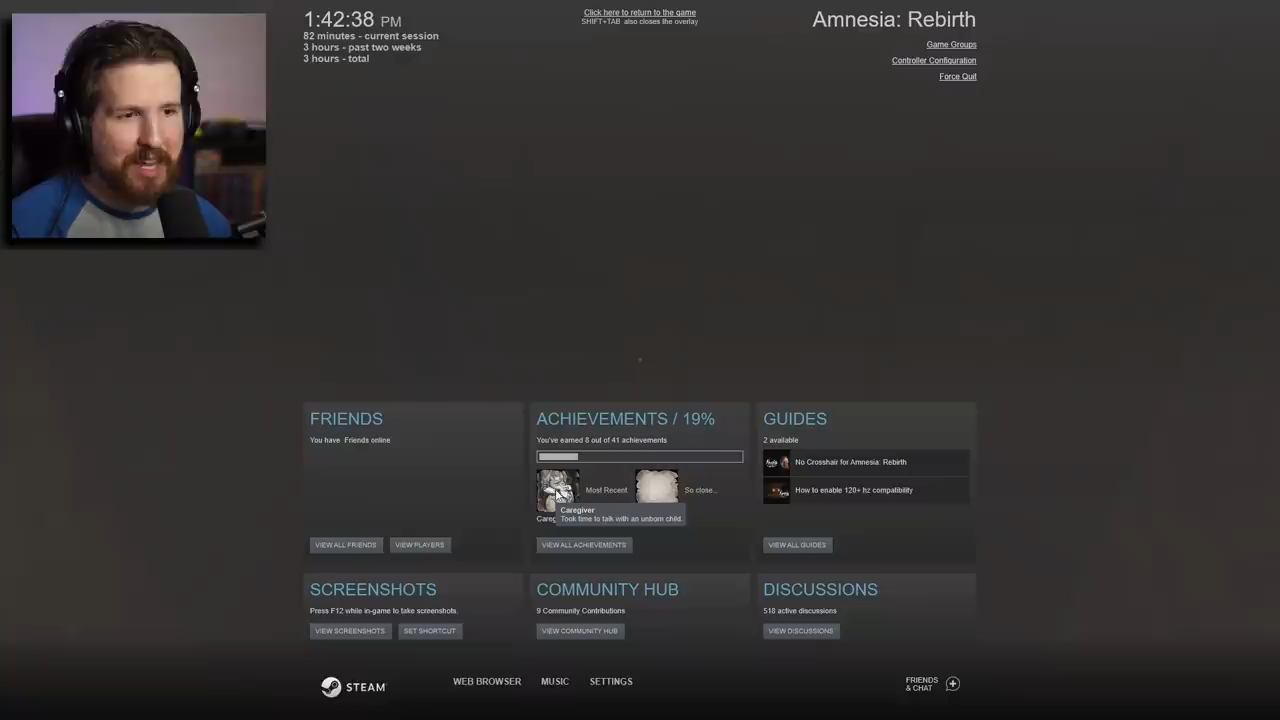 1:42:38 PM
82 minutes - current session
3 hours - past two weeks
3 hours - total
Click here to return to the game
SHIFT+TAB also closes the overlay
Amnesia: Rebirth
Game Groups
Controller Configuration
Force Quit
FRIENDS
You have Friends online
VIEW ALL FRIENDS
VIEW PLAYERS
ACHIEVEMENTS / 19%
You've earned 8 out of 41 achievements
Most Recent
So close...
Careg
Caregiver
Took time to talk with an unborn child.
VIEW ALL ACHIEVEMENTS
GUIDES
2 available
No Crosshair for Amnesia: Rebirth
How to enable 120+ hz compatibility
VIEW ALL GUIDES
SCREENSHOTS
Press F12 while in-game to take screenshots.
VIEW SCREENSHOTS
SET SHORTCUT
COMMUNITY HUB
9 Community Contributions
VIEW COMMUNITY HUB
DISCUSSIONS
518 active discussions
VIEW DISCUSSIONS
STEAM
WEB BROWSER
MUSIC
SETTINGS
FRIENDS
& CHAT